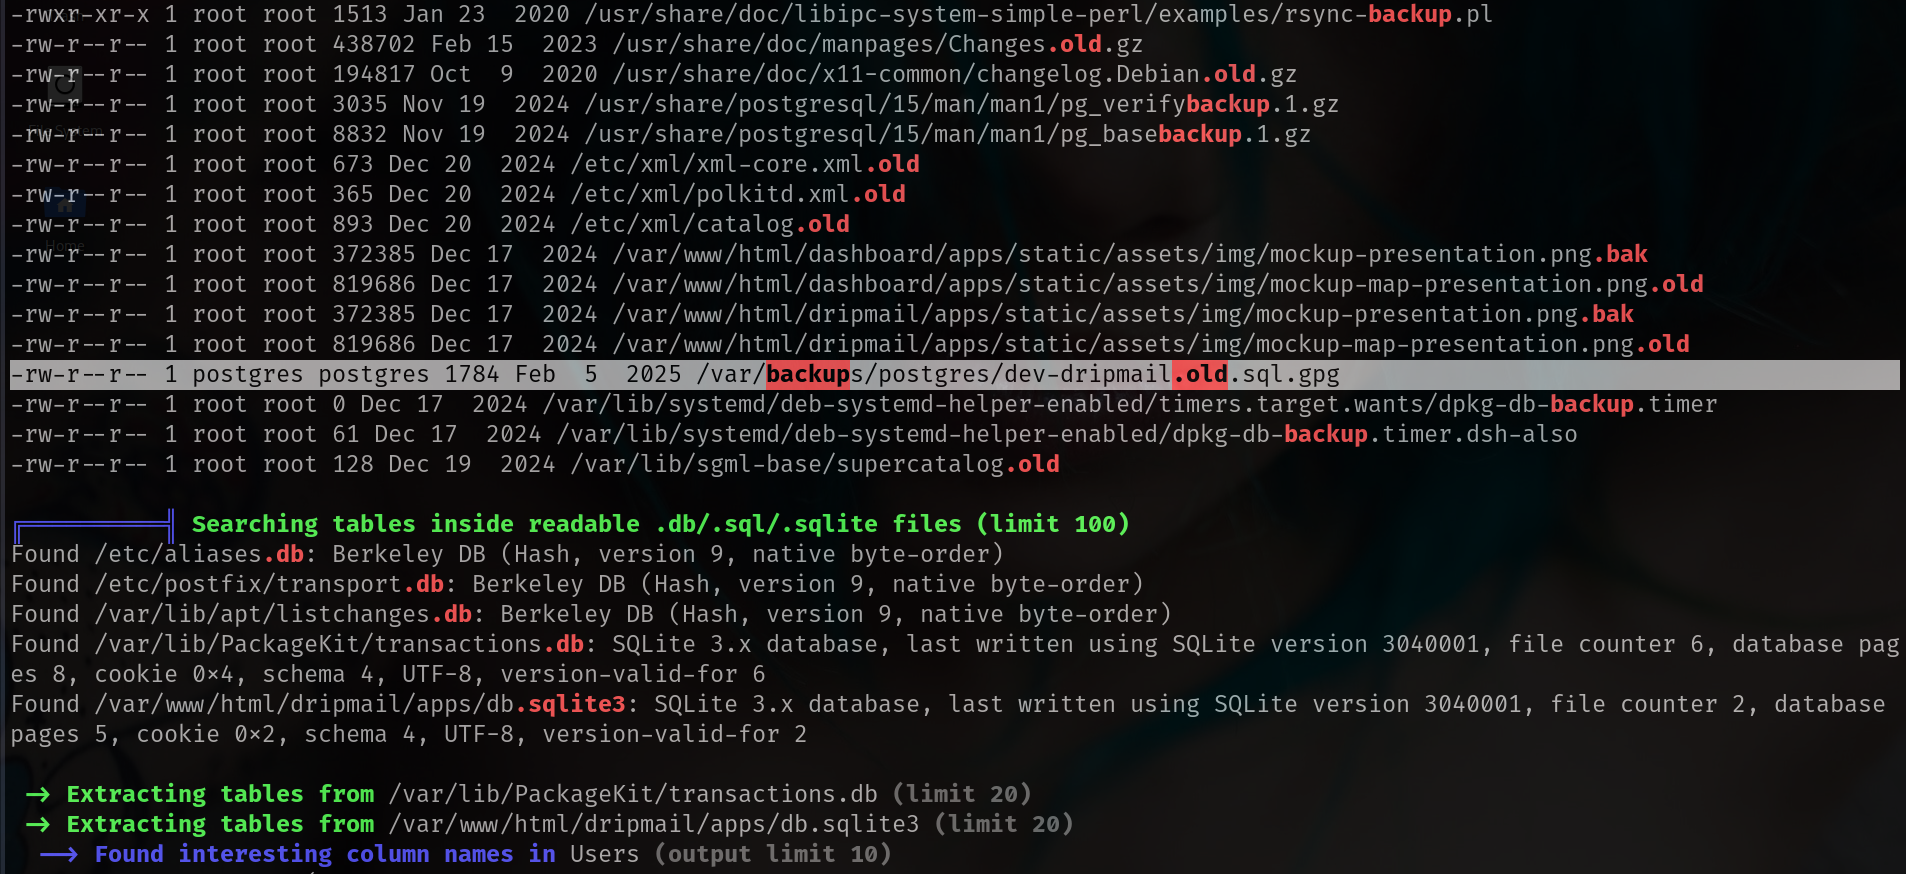 -rwxr-xr-x 1 root root 1513 Jan 23  2020 /usr/share/doc/libipc-system-simple-perl/examples/rsync-backup.pl
-rw-r--r-- 1 root root 438702 Feb 15  2023 /usr/share/doc/manpages/Changes.old.gz
-rw-r--r-- 1 root root 194817 Oct  9  2020 /usr/share/doc/x11-common/changelog.Debian.old.gz
-rw-r--r-- 1 root root 3035 Nov 19  2024 /usr/share/postgresql/15/man/man1/pg_verifybackup.1.gz
-rw-r--r-- 1 root root 8832 Nov 19  2024 /usr/share/postgresql/15/man/man1/pg_basebackup.1.gz
-rw-r--r-- 1 root root 673 Dec 20  2024 /etc/xml/xml-core.xml.old
-rw-r--r-- 1 root root 365 Dec 20  2024 /etc/xml/polkitd.xml.old
-rw-r--r-- 1 root root 893 Dec 20  2024 /etc/xml/catalog.old
-rw-r--r-- 1 root root 372385 Dec 17  2024 /var/www/html/dashboard/apps/static/assets/img/mockup-presentation.png.bak
-rw-r--r-- 1 root root 819686 Dec 17  2024 /var/www/html/dashboard/apps/static/assets/img/mockup-map-presentation.png.old
-rw-r--r-- 1 root root 372385 Dec 17  2024 /var/www/html/dripmail/apps/static/assets/img/mockup-presentation.png.bak
-rw-r--r-- 1 root root 819686 Dec 17  2024 /var/www/html/dripmail/apps/static/assets/img/mockup-map-presentation.png.old
-rw-r--r-- 1 postgres postgres 1784 Feb  5  2025 /var/backups/postgres/dev-dripmail.old.sql.gpg
-rw-r--r-- 1 root root 0 Dec 17  2024 /var/lib/systemd/deb-systemd-helper-enabled/timers.target.wants/dpkg-db-backup.timer
-rw-r--r-- 1 root root 61 Dec 17  2024 /var/lib/systemd/deb-systemd-helper-enabled/dpkg-db-backup.timer.dsh-also
-rw-r--r-- 1 root root 128 Dec 19  2024 /var/lib/sgml-base/supercatalog.old
╔══════════╣ Searching tables inside readable .db/.sql/.sqlite files (limit 100)
Found /etc/aliases.db: Berkeley DB (Hash, version 9, native byte-order)
Found /etc/postfix/transport.db: Berkeley DB (Hash, version 9, native byte-order)
Found /var/lib/apt/listchanges.db: Berkeley DB (Hash, version 9, native byte-order)
Found /var/lib/PackageKit/transactions.db: SQLite 3.x database, last written using SQLite version 3040001, file counter 6, database pag
es 8, cookie 0×4, schema 4, UTF-8, version-valid-for 6
Found /var/www/html/dripmail/apps/db.sqlite3: SQLite 3.x database, last written using SQLite version 3040001, file counter 2, database
pages 5, cookie 0×2, schema 4, UTF-8, version-valid-for 2
 -> Extracting tables from /var/lib/PackageKit/transactions.db (limit 20)
 -> Extracting tables from /var/www/html/dripmail/apps/db.sqlite3 (limit 20)
  --> Found interesting column names in Users (output limit 10)
Home